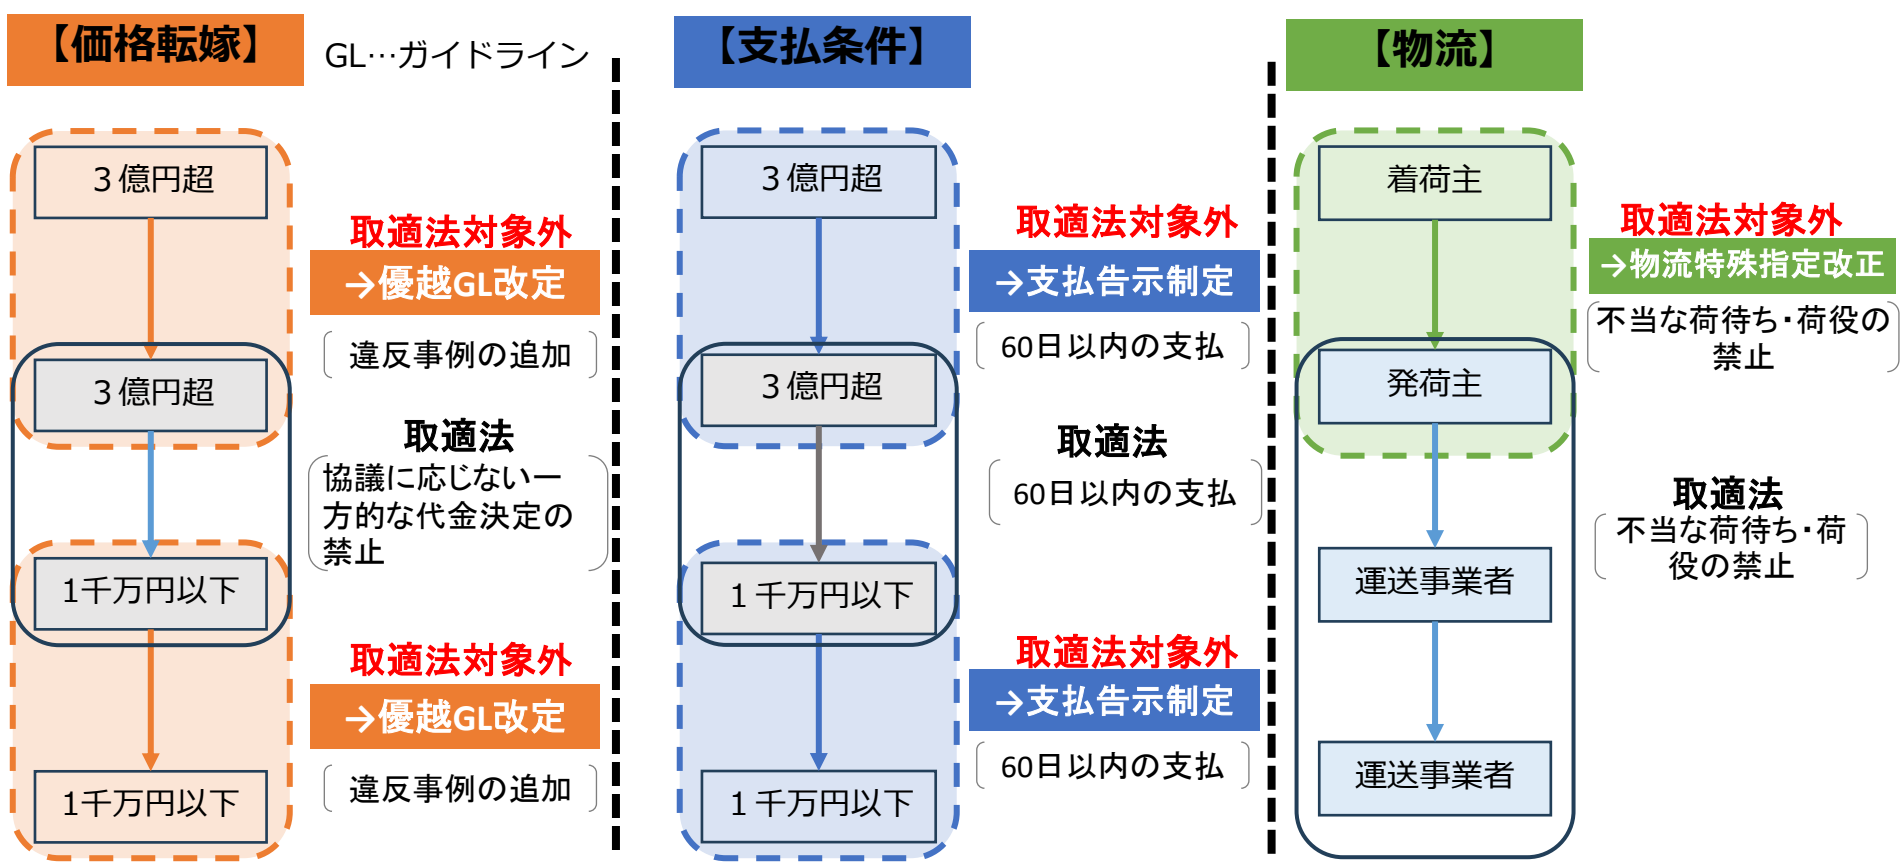 【価格転嫁】
GL…ガイドライン
３億円超
取適法対象外
→優越GL改定
違反事例の追加
３億円超
取適法
協議に応じない一
方的な代金決定の
禁止
1千万円以下
取適法対象外
→優越GL改定
違反事例の追加
1千万円以下
【支払条件】
３億円超
取適法対象外
→支払告示制定
60日以内の支払
３億円超
取適法
60日以内の支払
１千万円以下
取適法対象外
→支払告示制定
60日以内の支払
１千万円以下
【物流】
着荷主
取適法対象外
→物流特殊指定改正
不当な荷待ち・荷役の
禁止
発荷主
取適法
不当な荷待ち・荷
役の禁止
運送事業者
運送事業者